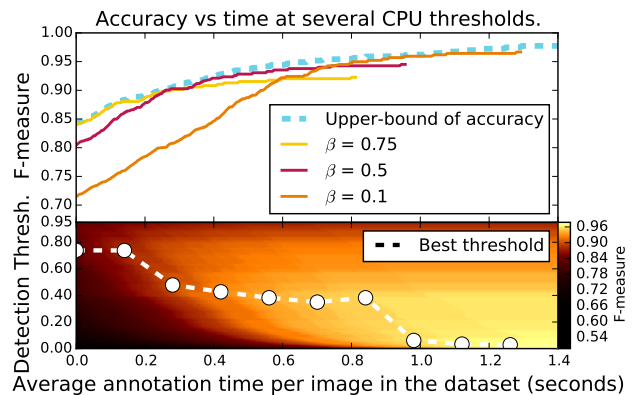 Accuracy vs time at several CPU thresholds.
1.00
0.95
0.90
0.85
0.80
0.75
0.70
F-measure
Upper-bound of accuracy
β = 0.75
β = 0.5
β = 0.1
0.95
0.80
0.60
0.40
0.20
0.00
Detection Thresh.
Best threshold
0.96
0.90
0.84
0.78
0.72
0.66
0.60
0.54
F-measure
0.0 0.2 0.4 0.6 0.8 1.0 1.2 1.4
Average annotation time per image in the dataset (seconds)